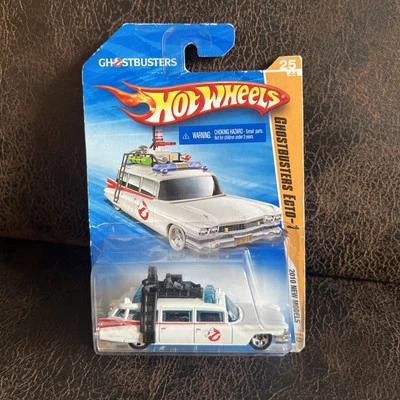 GHOSTBUSTERS
HOT WHEELS
25
44
⚠ WARNING: CHOKING HAZARD - Small parts.
Not for children under 3 years.
GHOSTBUSTERS ECTO-1
2010 NEW MODELS